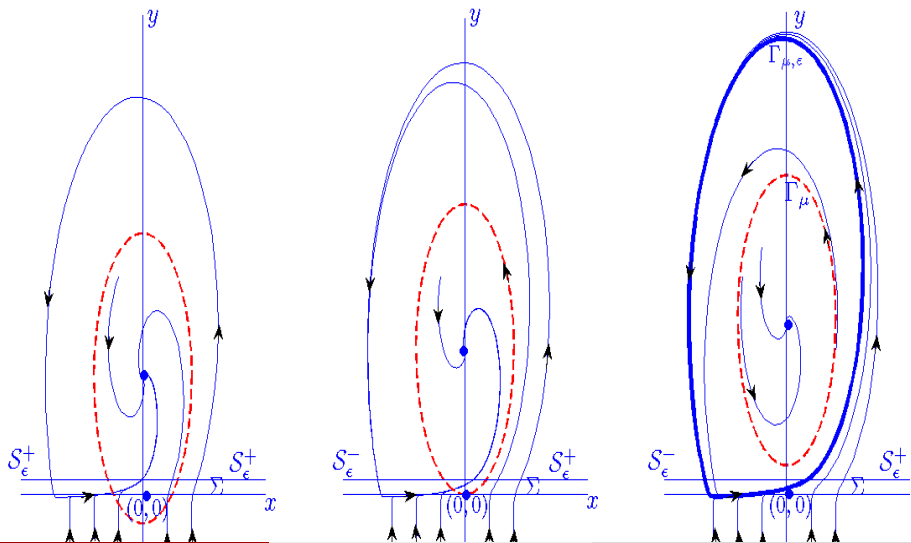 y
S_ϵ^+
S_ϵ^+
Σ
(0,0)
x
y
S_ϵ^-
S_ϵ^+
Σ
(0,0)
x
y
Γ_{μ,ϵ}
Γ_μ
S_ϵ^-
S_ϵ^+
Σ
(0,0)
x